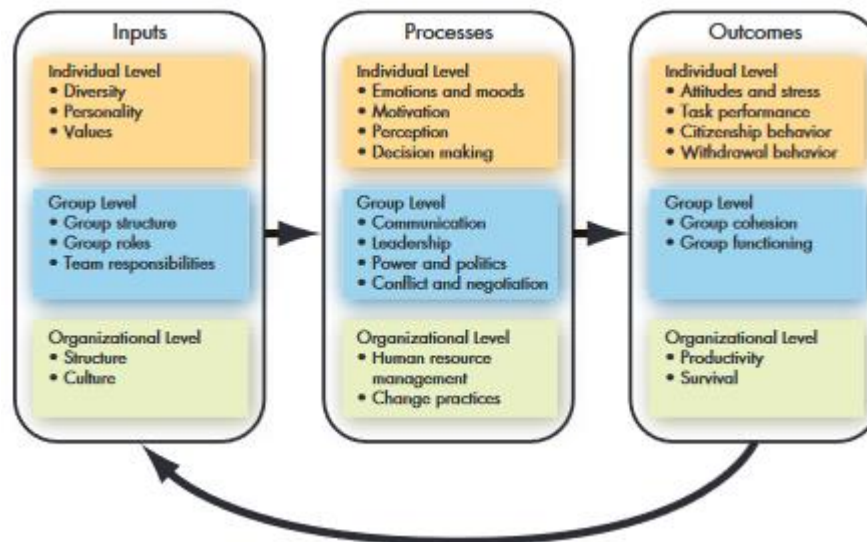 Inputs
Individual Level
• Diversity
• Personality
• Values
Group Level
• Group structure
• Group roles
• Team responsibilities
Organizational Level
• Structure
• Culture
Processes
Individual Level
• Emotions and moods
• Motivation
• Perception
• Decision making
Group Level
• Communication
• Leadership
• Power and politics
• Conflict and negotiation
Organizational Level
• Human resource
management
• Change practices
Outcomes
Individual Level
• Attitudes and stress
• Task performance
• Citizenship behavior
• Withdrawal behavior
Group Level
• Group cohesion
• Group functioning
Organizational Level
• Productivity
• Survival